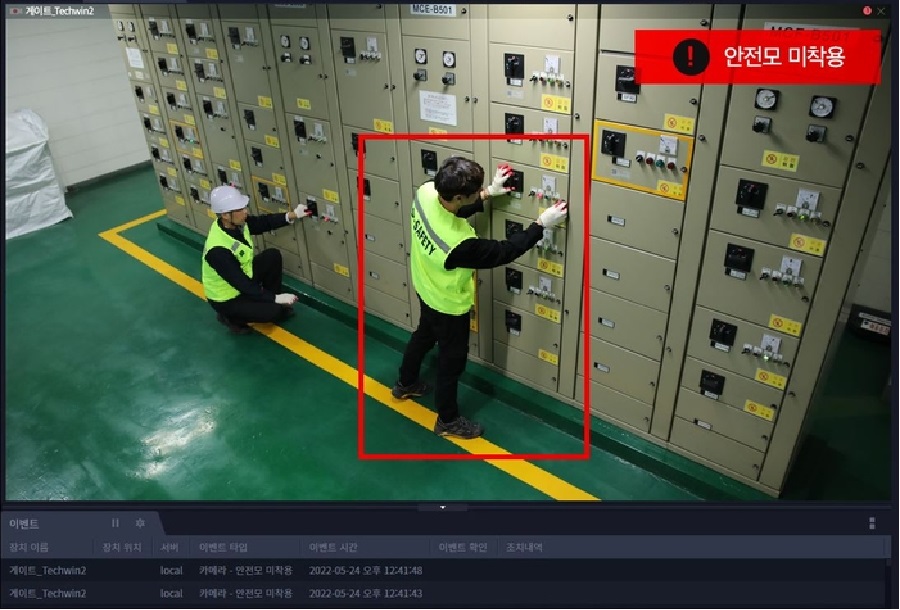 게이트_Techwin2
MCE-B501
! 안전모 미착용
SAFETY
이벤트
장치 이름 장치 위치 서버 이벤트 타입 이벤트 시간 이벤트 확인 조치내역
게이트_Techwin2 local 카메라 - 안전모 미착용 2022-05-24 오후 12:41:48
게이트_Techwin2 local 카메라 - 안전모 미착용 2022-05-24 오후 12:41:43